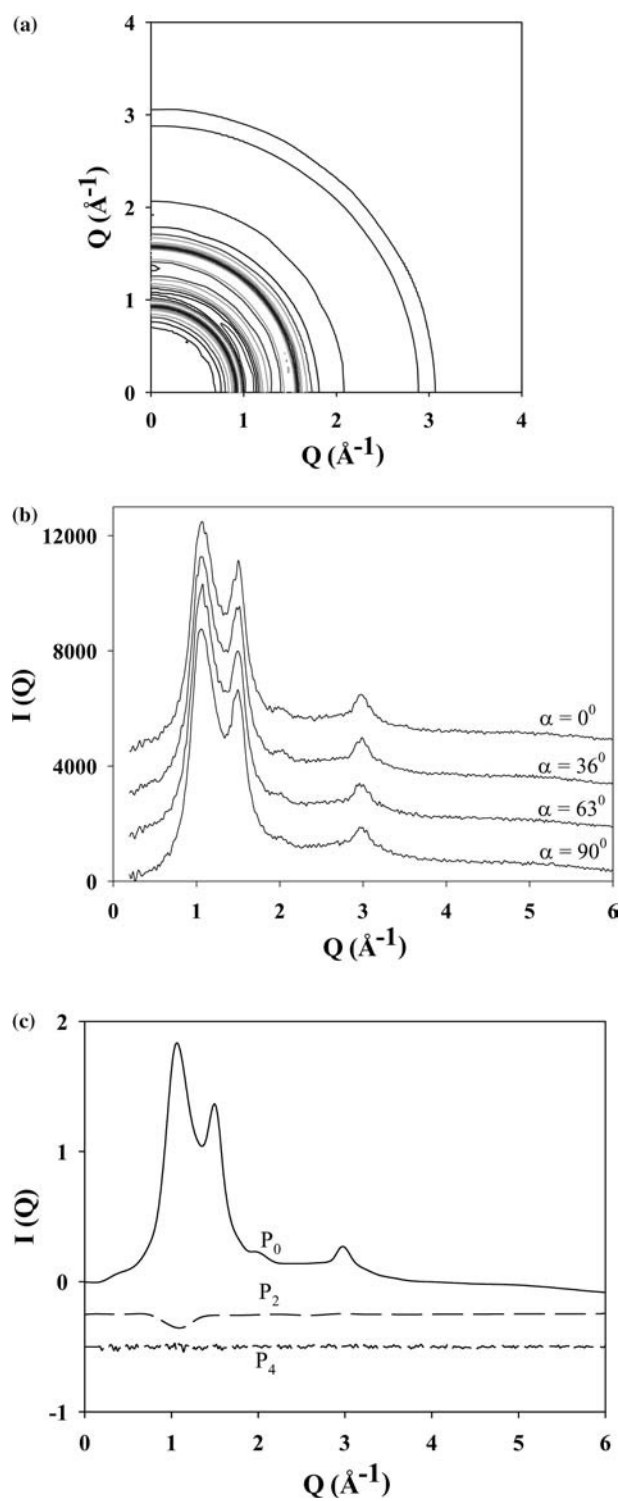 (a)
4
3
2
1
0
Q (Å-1)
0 1 2 3 4
Q (Å-1)
(b)
12000
8000
4000
0
I (Q)
α = 0⁰
α = 36⁰
α = 63⁰
α = 90⁰
0 1 2 3 4 5 6
Q (Å-1)
(c)
2
1
0
-1
I (Q)
P₀
P₂
P₄
0 1 2 3 4 5 6
Q (Å-1)